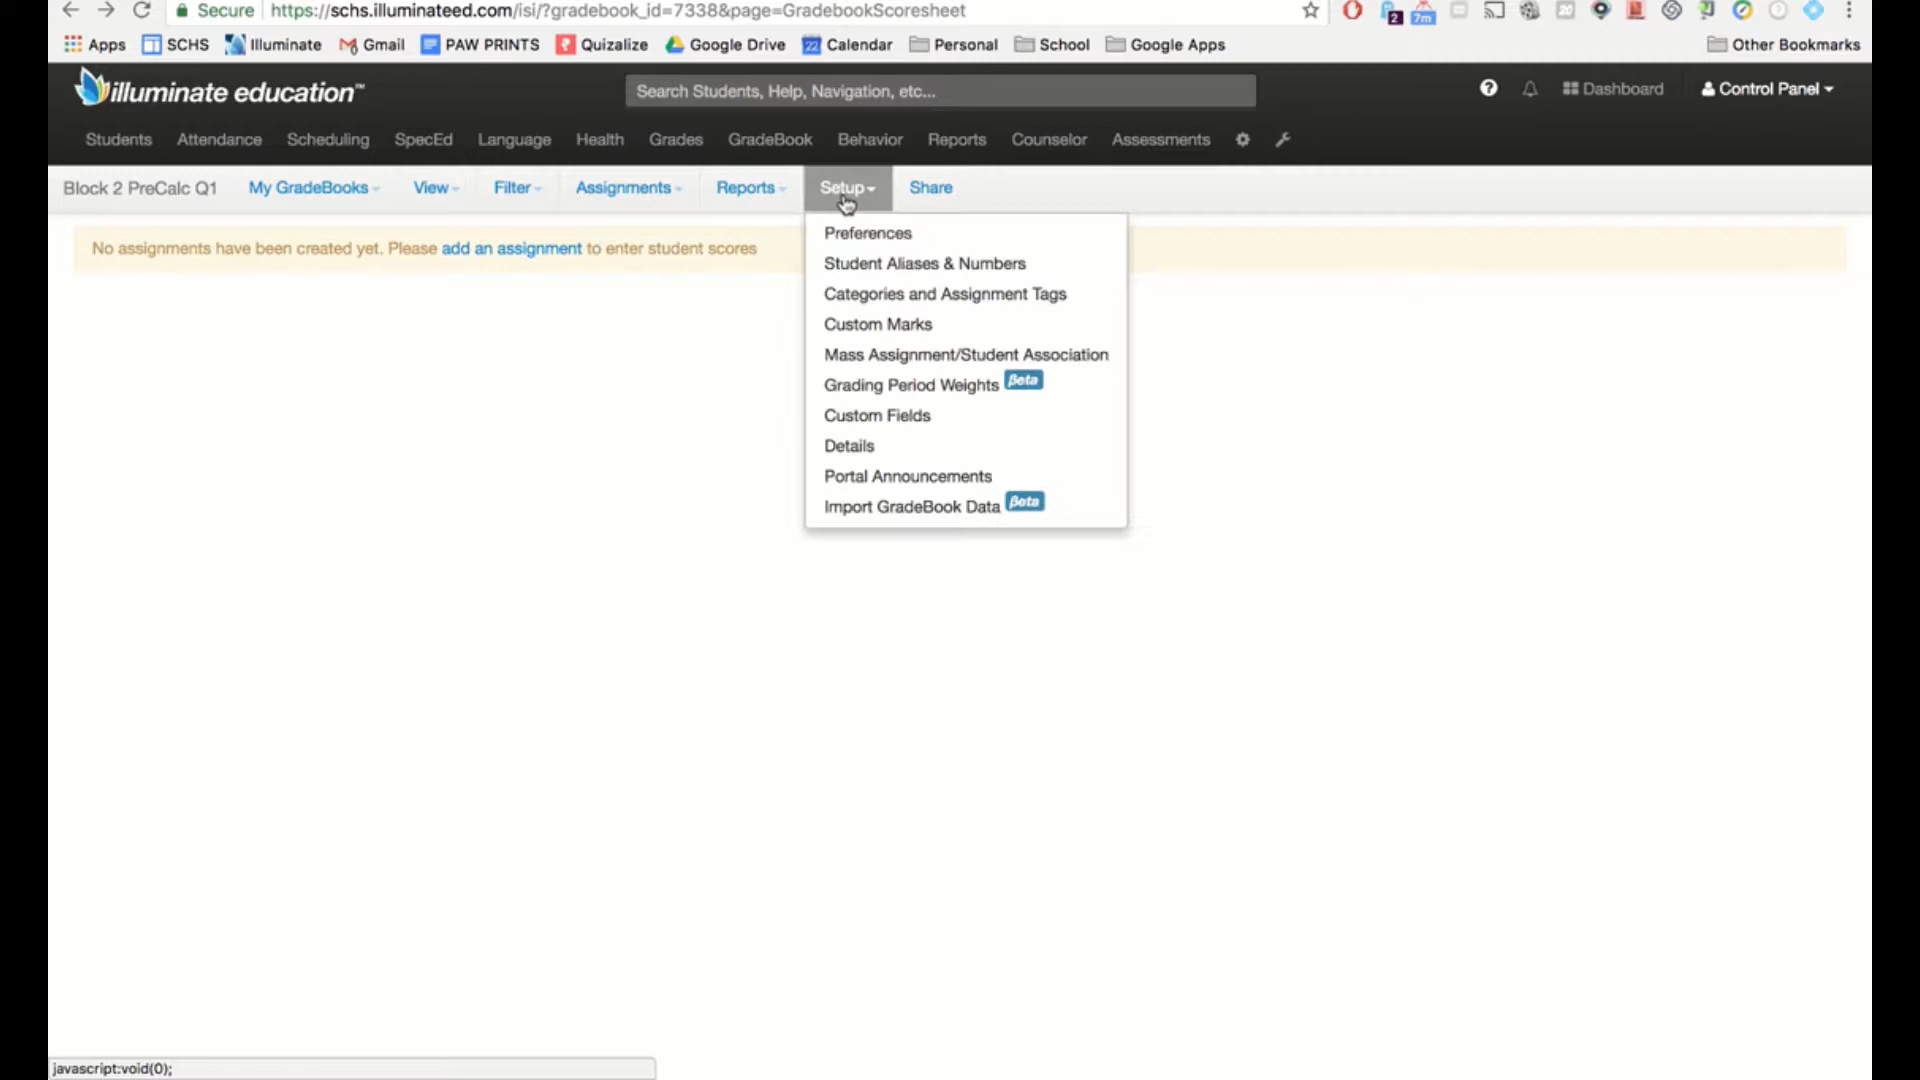 Secure https://schs.illuminateed.com/isi/?gradebook_id=7338&page=GradebookScoresheet 2 7m
Apps SCHS Illuminate Gmail PAW PRINTS Quizalize Google Drive 22 Calendar Personal School Google Apps Other Bookmarks
illuminate education™ Search Students, Help, Navigation, etc... ? Dashboard Control Panel
Students Attendance Scheduling SpecEd Language Health Grades GradeBook Behavior Reports Counselor Assessments
Block 2 PreCalc Q1 My GradeBooks View Filter Assignments Reports Setup Share
No assignments have been created yet. Please add an assignment to enter student scores
Preferences
Student Aliases & Numbers
Categories and Assignment Tags
Custom Marks
Mass Assignment/Student Association
Grading Period Weights βeta
Custom Fields
Details
Portal Announcements
Import GradeBook Data βeta
javascript:void(0);